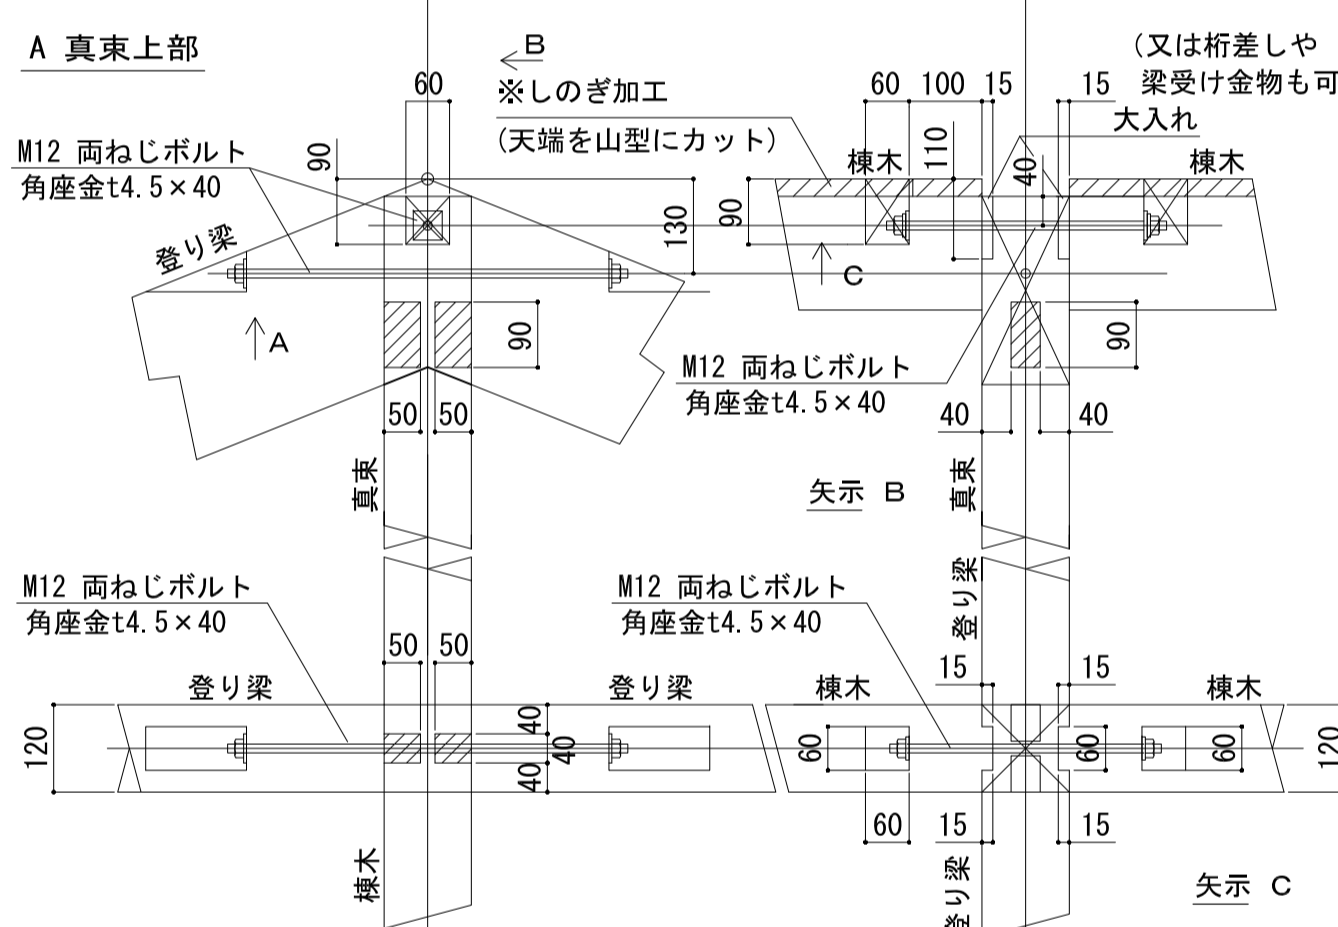 A 真束上部
B
※しのぎ加工
(天端を山型にカット)
(又は桁差しや
梁受け金物も可
大入れ
60
60 100 15
15
M12 両ねじボルト
角座金t4.5×40
90
130
90
110
40
棟木
棟木
登り梁
A
C
90
90
M12 両ねじボルト
角座金t4.5×40
50 50
40
40
真束
矢示 B
真束
M12 両ねじボルト
角座金t4.5×40
M12 両ねじボルト
角座金t4.5×40
登り梁
50 50
15
15
登り梁
登り梁
棟木
棟木
120
40
40
40
60
60
60
120
60
15
15
棟木
登り梁
矢示 C